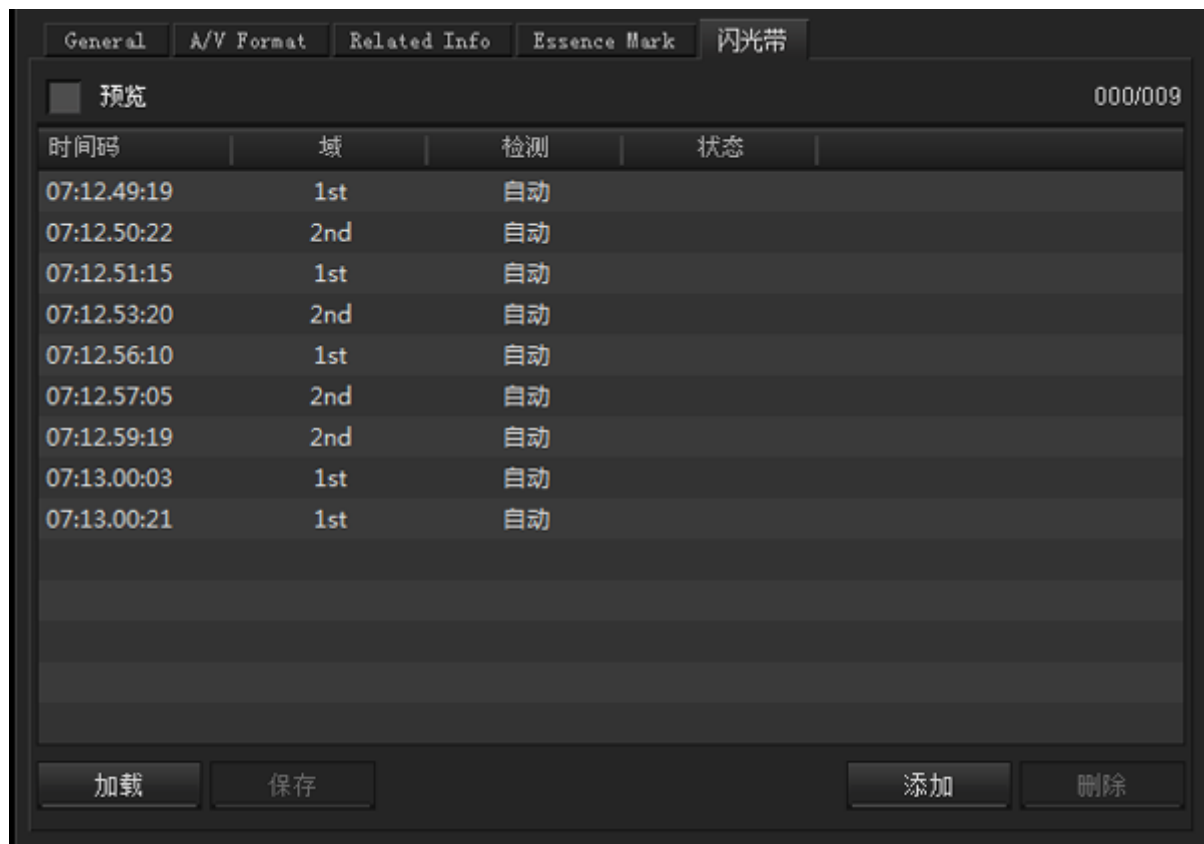 General A/V Format Related Info Essence Mark 闪光带
预览 000/009
时间码 域 检测 状态
07:12.49:19 1st 自动
07:12.50:22 2nd 自动
07:12.51:15 1st 自动
07:12.53:20 2nd 自动
07:12.56:10 1st 自动
07:12.57:05 2nd 自动
07:12.59:19 2nd 自动
07:13.00:03 1st 自动
07:13.00:21 1st 自动
加载 保存 添加 删除